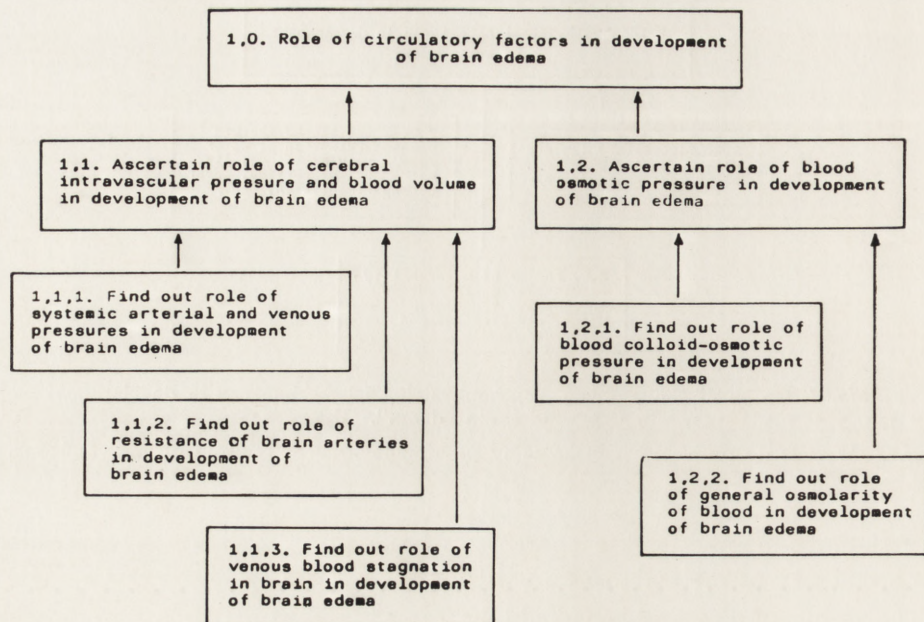 1,0. Role of circulatory factors in development
of brain edema
1,1. Ascertain role of cerebral
intravascular pressure and blood volume
in development of brain edema
1,2. Ascertain role of blood
osmotic pressure in development
of brain edema
1,1,1. Find out role of
systemic arterial and venous
pressures in development
of brain edema
1,2,1. Find out role of
blood colloid-osmotic
pressure in development
of brain edema
1,1,2. Find out role of
resistance of brain arteries
in development of
brain edema
1,2,2. Find out role
of general osmolarity
of blood in development
of brain edema
1,1,3. Find out role of
venous blood stagnation
in brain in development
of brain edema